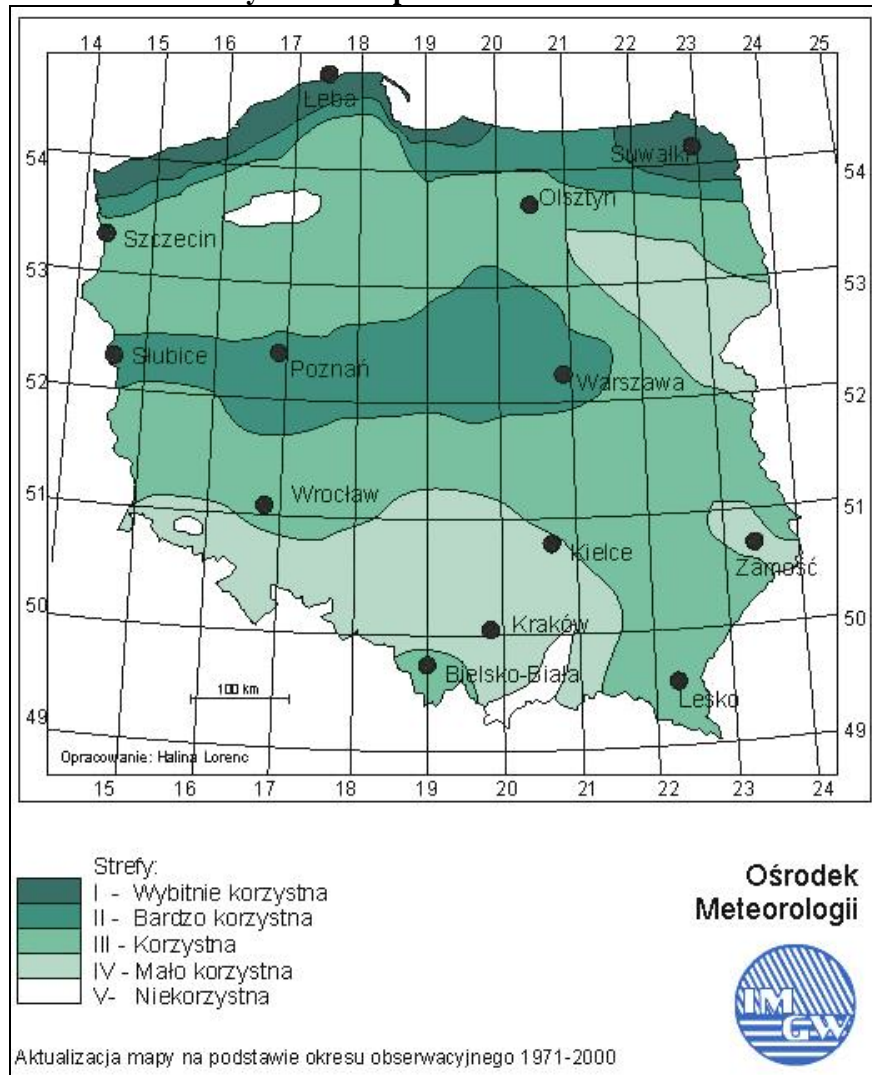 14 15 16 17 18 19 20 21 22 23 24 25
Łeba
54 Suwałki 54
Olsztyn
Szczecin
53 53
Słubice Poznań
52 Warszawa 52
51 Wrocław 51
Kielce
Zamość
50 Kraków 50
Bielsko-Biała
100 km Lesko
49 49
Opracowanie: Halina Lorenc
15 16 17 18 19 20 21 22 23 24
Strefy:
I - Wybitnie korzystna
II - Bardzo korzystna
III - Korzystna
IV - Mało korzystna
V- Niekorzystna
Ośrodek
Meteorologii
IM
GW
Aktualizacja mapy na podstawie okresu obserwacyjnego 1971-2000